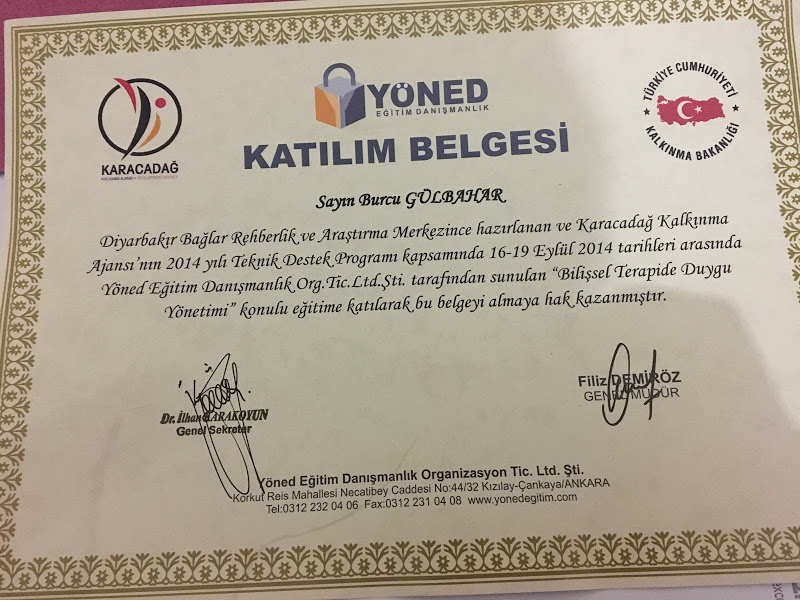 KARACADAĞ
YÖNED
EĞİTİM DANIŞMANLIK
TÜRKİYE CUMHURİYETİ
KALKINMA BAKANLIĞI
KATILIM BELGESİ
Sayın Burcu GÜLBAHAR
Diyarbakır Bağlar Rehberlik ve Araştırma Merkezince hazırlanan ve Karacadağ Kalkınma
Ajansı'nın 2014 yılı Teknik Destek Programı kapsamında 16-19 Eylül 2014 tarihleri arasında
Yöned Eğitim Danışmanlık Org.Tic.Ltd.Şti. tarafından sunulan “Bilişsel Terapide Duygu
Yönetimi” konulu eğitime katılarak bu belgeyi almaya hak kazanmıştır.
Dr. İlhan KARAKOYUN
Genel Sekreter
Filiz DEMİRÖZ
GENEL MÜDÜR
Yöned Eğitim Danışmanlık Organizasyon Tic. Ltd. Şti.
Korkut Reis Mahallesi Necatibey Caddesi No:44/32 Kızılay-Çankaya/ANKARA
Tel:0312 232 04 06 Fax:0312 231 04 08 www.yonedegitim.com